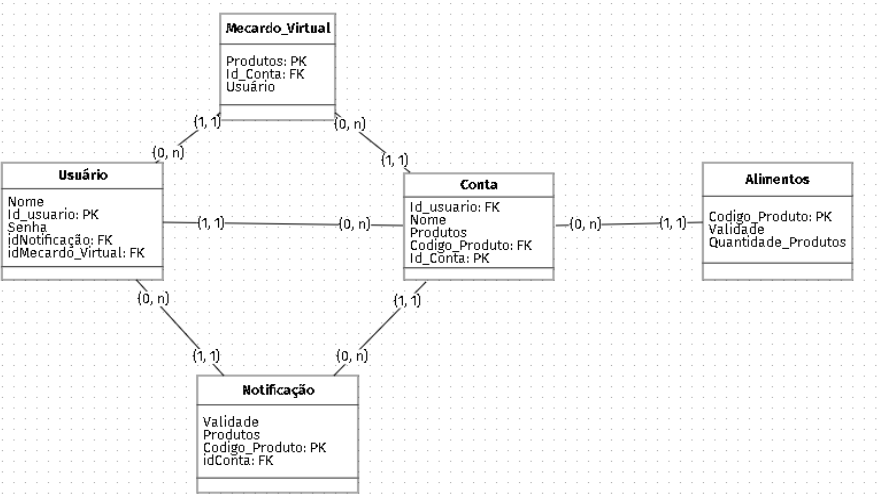 Mecardo_Virtual
Produtos: PK
Id_Conta: FK
Usuário
(1, 1)
(0, n)
(0, n)
(1, 1)
Usuário
Nome
Id_usuario: PK
Senha
idNotificação: FK
idMecardo_Virtual: FK
(1, 1)
(0, n)
Conta
Id_usuario: FK
Nome
Produtos
Codigo_Produto: FK
Id_Conta: PK
(0, n)
(1, 1)
Alimentos
Codigo_Produto: PK
Validade
Quantidade_Produtos
(0, n)
(1, 1)
(1, 1)
(0, n)
Notificação
Validade
Produtos
Codigo_Produto: PK
idConta: FK